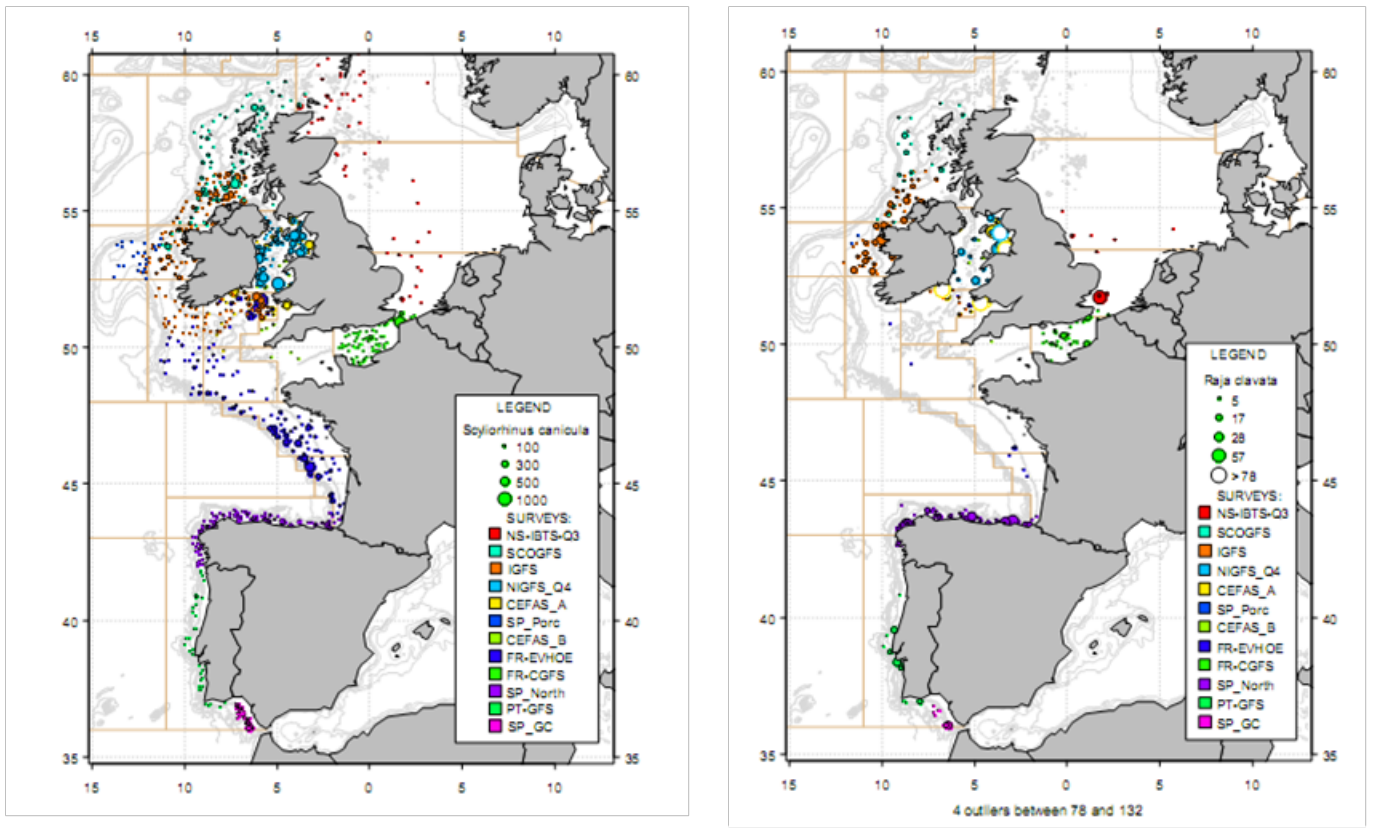 15 10 5 0 5 10
60 60
55 55
50 50
45 45
40 40
35 35
15 10 5 0 5 10
LEGEND
Scyliorhinus canicula
100
300
500
1000
SURVEYS:
NS-IBTS-Q3
SCOGFS
IGFS
NIGFS_Q4
CEFAS_A
SP_Porc
CEFAS_B
FR-EVHOE
FR-CGFS
SP_North
PT-GFS
SP_GC
15 10 5 0 5 10
60 60
55 55
50 50
45 45
40 40
35 35
15 10 5 0 5 10
LEGEND
Raja clavata
5
17
28
57
>78
SURVEYS:
NS-IBTS-Q3
SCOGFS
IGFS
NIGFS_Q4
CEFAS_A
SP_Porc
CEFAS_B
FR-EVHOE
FR-CGFS
SP_North
PT-GFS
SP_GC
4 outliers between 78 and 132